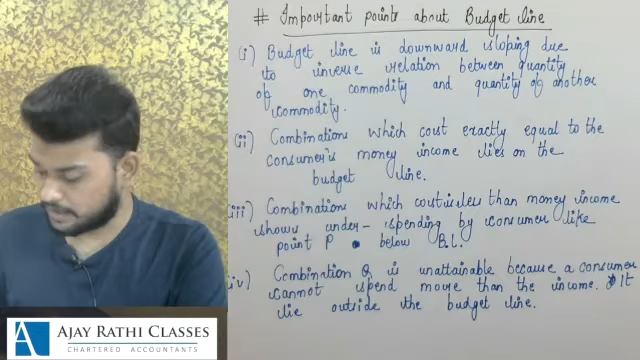 # Important points about Budget line
(i) Budget line is downward sloping due
to inverse relation between quantity
of one commodity and quantity of another
commodity.
(ii) Combinations which cost exactly equal to the
consumer's money income lies on the
budget line.
(iii) Combinations which cost is less than money income
shows under-spending by consumer like
point P below B.L.
(iv) Combination Q is unattainable because a consumer
cannot spend more than the income. It
lie outside the budget line.
A
AJAY RATHI CLASSES
CHARTERED ACCOUNTANTS